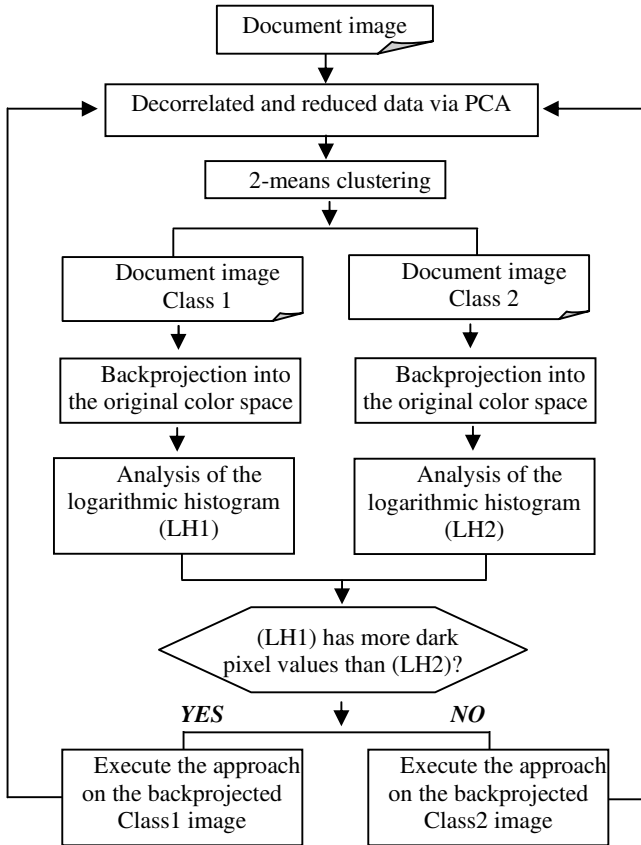 Document image
Decorrelated and reduced data via PCA
2-means clustering
Document image
Class 1
Document image
Class 2
Backprojection into
the original color space
Backprojection into
the original color space
Analysis of the
logarithmic histogram
(LH1)
Analysis of the
logarithmic histogram
(LH2)
(LH1) has more dark
pixel values than (LH2)?
YES
NO
Execute the approach
on the backprojected
Class1 image
Execute the approach
on the backprojected
Class2 image